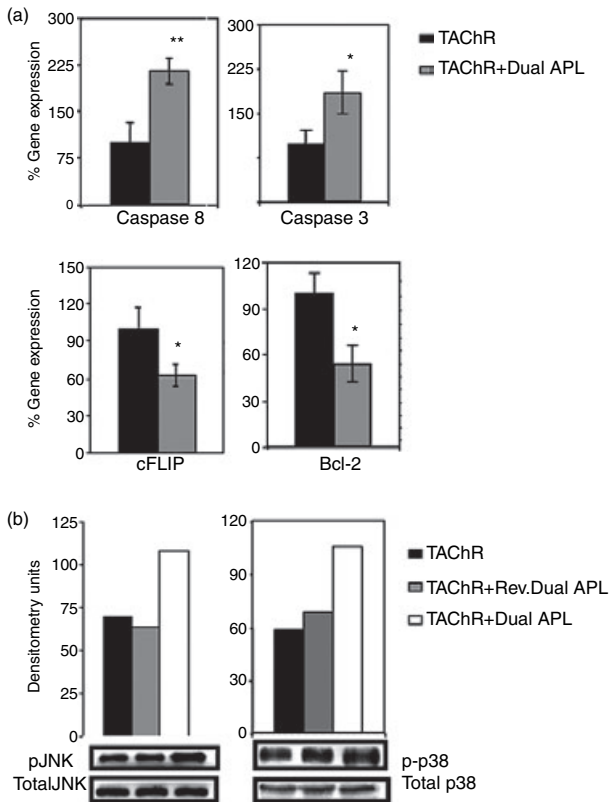 (a)
% Gene expression
300
225
150
75
0
**
Caspase 8
300
225
150
*
Caspase 3
TAChR
TAChR+Dual APL
% Gene expression
150
120
90
60
30
0
*
cFLIP
120
90
60
30
0
*
Bcl-2
(b)
Densitometry units
125
100
75
50
25
0
120
90
60
30
0
TAChR
TAChR+Rev.Dual APL
TAChR+Dual APL
pJNK
TotalJNK
p-p38
Total p38